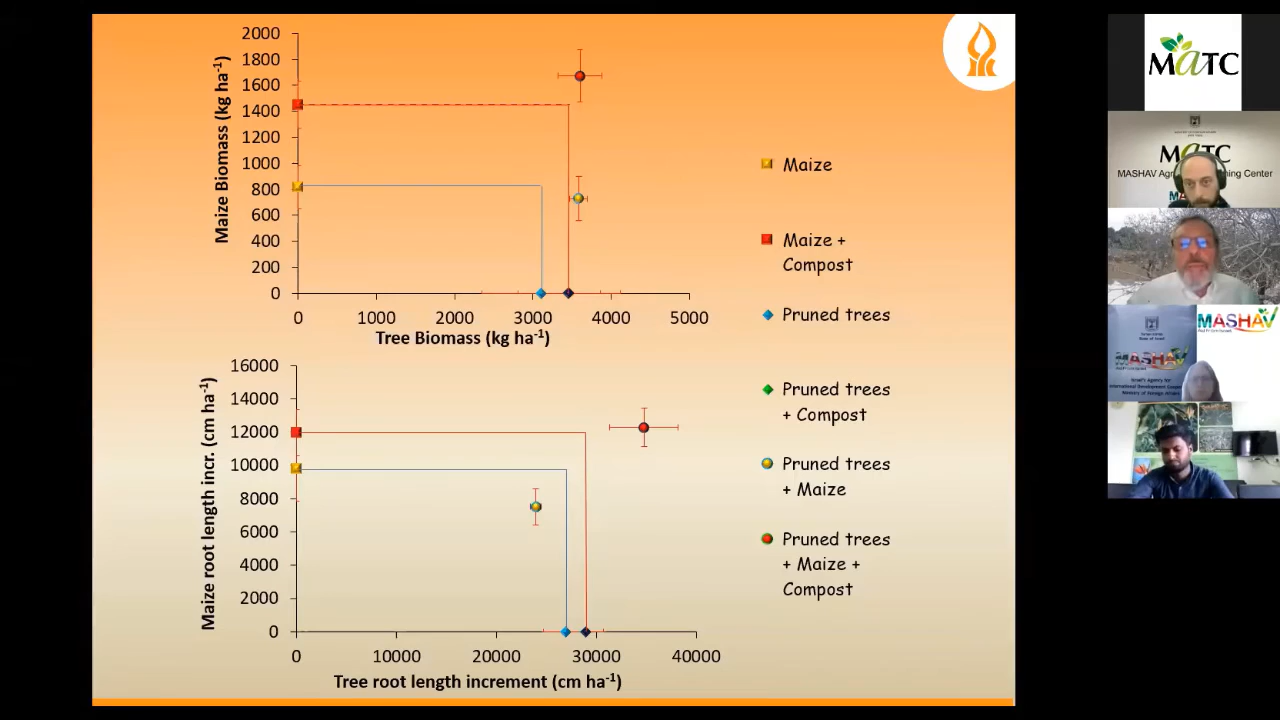 2000
1800
1600
1400
1200
1000
800
600
400
200
0
Maize Biomass (kg ha-1)
0 1000 2000 3000 4000 5000
Tree Biomass (kg ha-1)
16000
14000
12000
10000
8000
6000
4000
2000
0
Maize root length incr. (cm ha-1)
0 10000 20000 30000 40000
Tree root length increment (cm ha-1)
Maize
Maize +
Compost
Pruned trees
Pruned trees
+ Compost
Pruned trees
+ Maize
Pruned trees
+ Maize +
Compost
MaTC
MaTC
MASHAV
Center
MASHAV
MASHAV